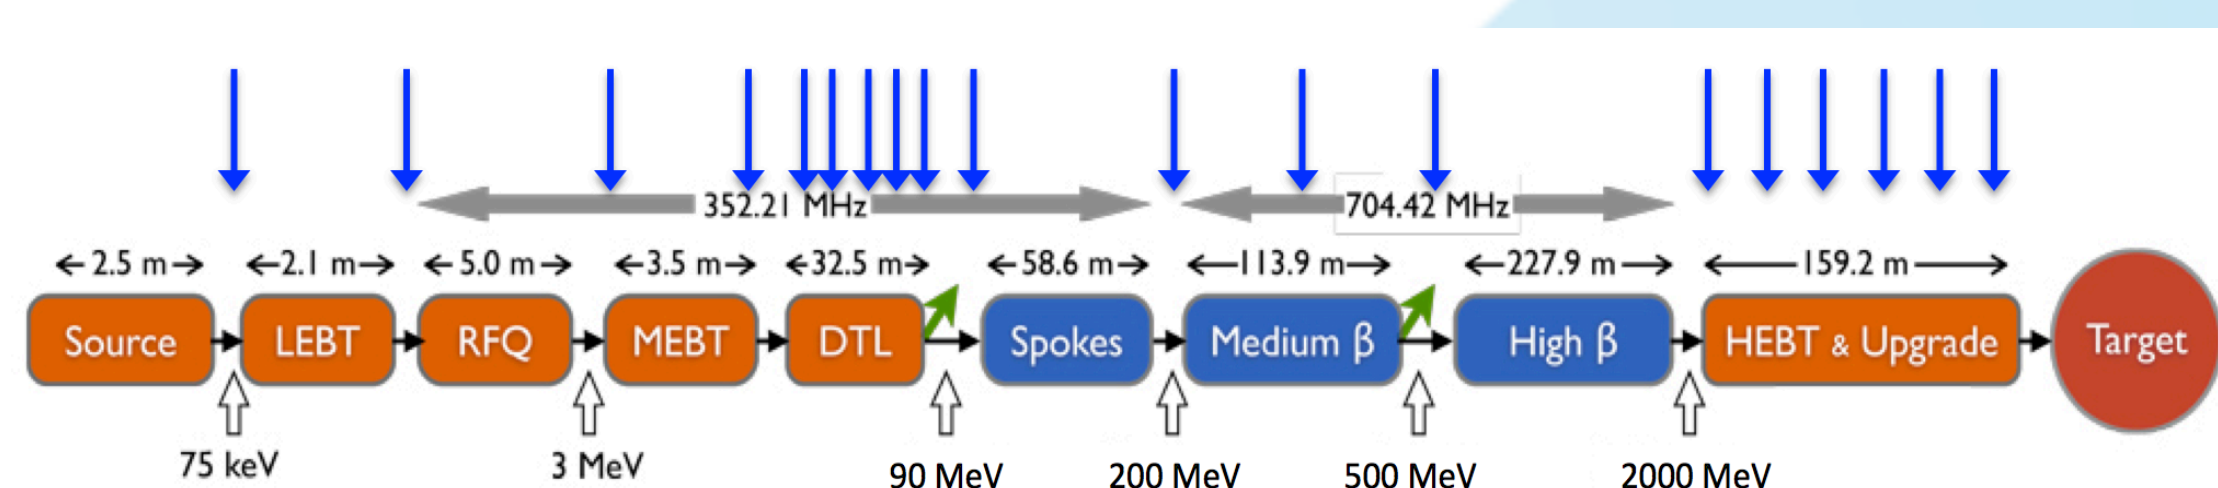 352.21 MHz 704.42 MHz
2.5 m 2.1 m 5.0 m 3.5 m 32.5 m 58.6 m 113.9 m 227.9 m 159.2 m
Source LEBT RFQ MEBT DTL Spokes Medium β High β HEBT & Upgrade Target
75 keV 3 MeV 90 MeV 200 MeV 500 MeV 2000 MeV